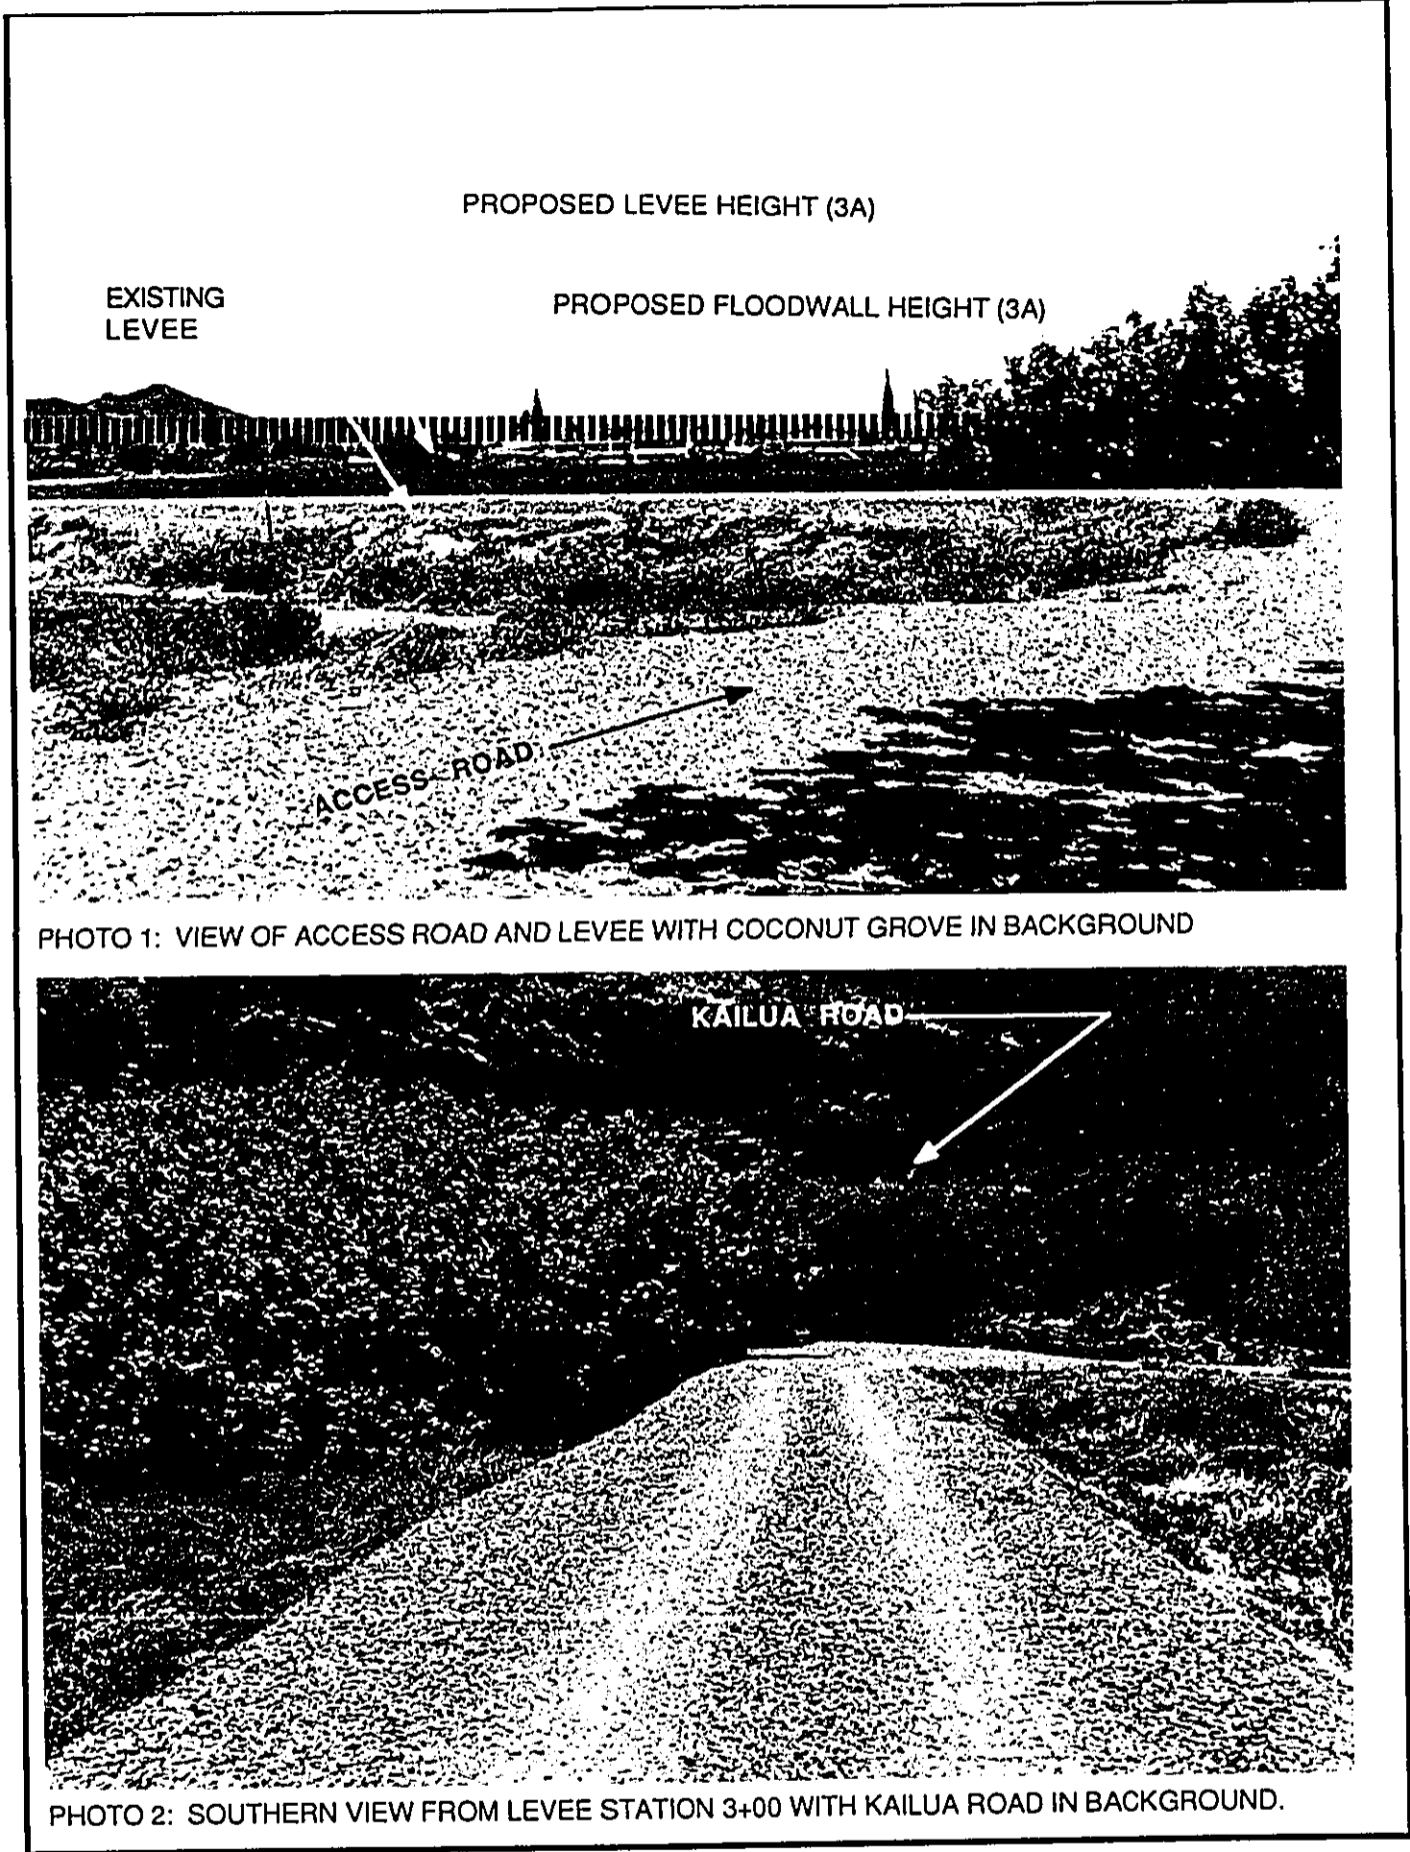 PROPOSED LEVEE HEIGHT (3A)
EXISTING
LEVEE
PROPOSED FLOODWALL HEIGHT (3A)
ACCESS ROAD
PHOTO 1: VIEW OF ACCESS ROAD AND LEVEE WITH COCONUT GROVE IN BACKGROUND
KAILUA ROAD
PHOTO 2: SOUTHERN VIEW FROM LEVEE STATION 3+00 WITH KAILUA ROAD IN BACKGROUND.